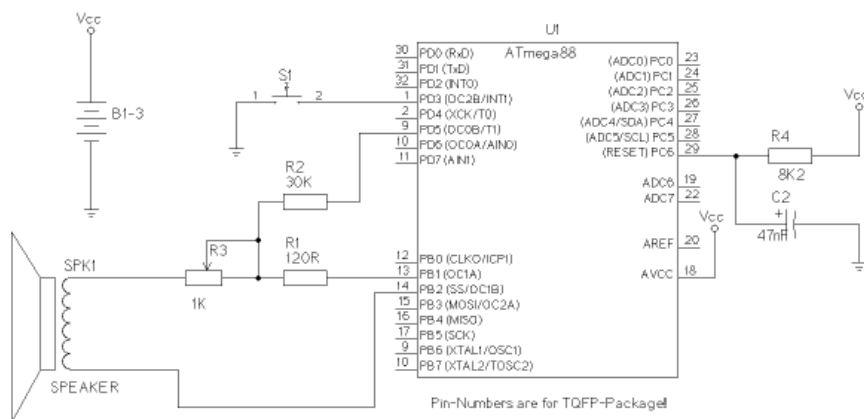 Vcc
B1-3
S1
1 2
R2
30K
R3
1K
R1
120R
SPK1
SPEAKER
U1
ATmega88
30 PD0 (RxD)
31 PD1 (TxD)
32 PD2 (INT0)
1 PD3 (OC2B/INT1)
2 PD4 (XCK/T0)
9 PD5 (OC0B/T1)
10 PD6 (OC0A/AIN0)
11 PD7 (AIN1)
12 PB0 (CLKO/ICP1)
13 PB1 (OC1A)
14 PB2 (SS/OC1B)
15 PB3 (MOSI/OC2A)
16 PB4 (MISO)
17 PB5 (SCK)
9 PB6 (XTAL1/OSC1)
10 PB7 (XTAL2/TOSC2)
(ADC0) PC0 23
(ADC1) PC1 24
(ADC2) PC2 25
(ADC3) PC3 26
(ADC4/SDA) PC4 27
(ADC5/SCL) PC5 28
(RESET) PC6 29
ADC6 19
ADC7 22
AREF 20
AVCC 18
Vcc
R4
8K2
Vcc
C2
+
47nF
Pin-Numbers are for TQFP-Package!